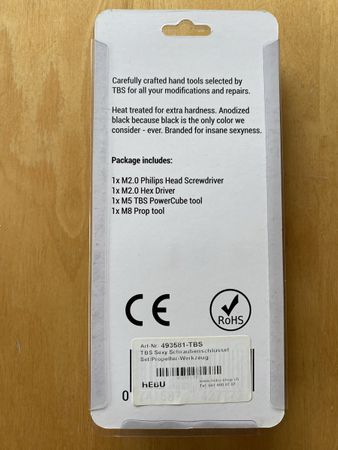 Carefully crafted hand tools selected by
TBS for all your modifications and repairs.
Heat treated for extra hardness. Anodized
black because black is the only color we
consider - ever. Branded for insane sexyness.
Package includes:
1x M2.0 Philips Head Screwdriver
1x M2.0 Hex Driver
1x M5 TBS PowerCube tool
1x M8 Prop tool
CE
RoHS
Art-Nr. 493581-TBS
TBS Sexy Schraubenschlüssel
Set/Propeller-Werkzeug
HEBU